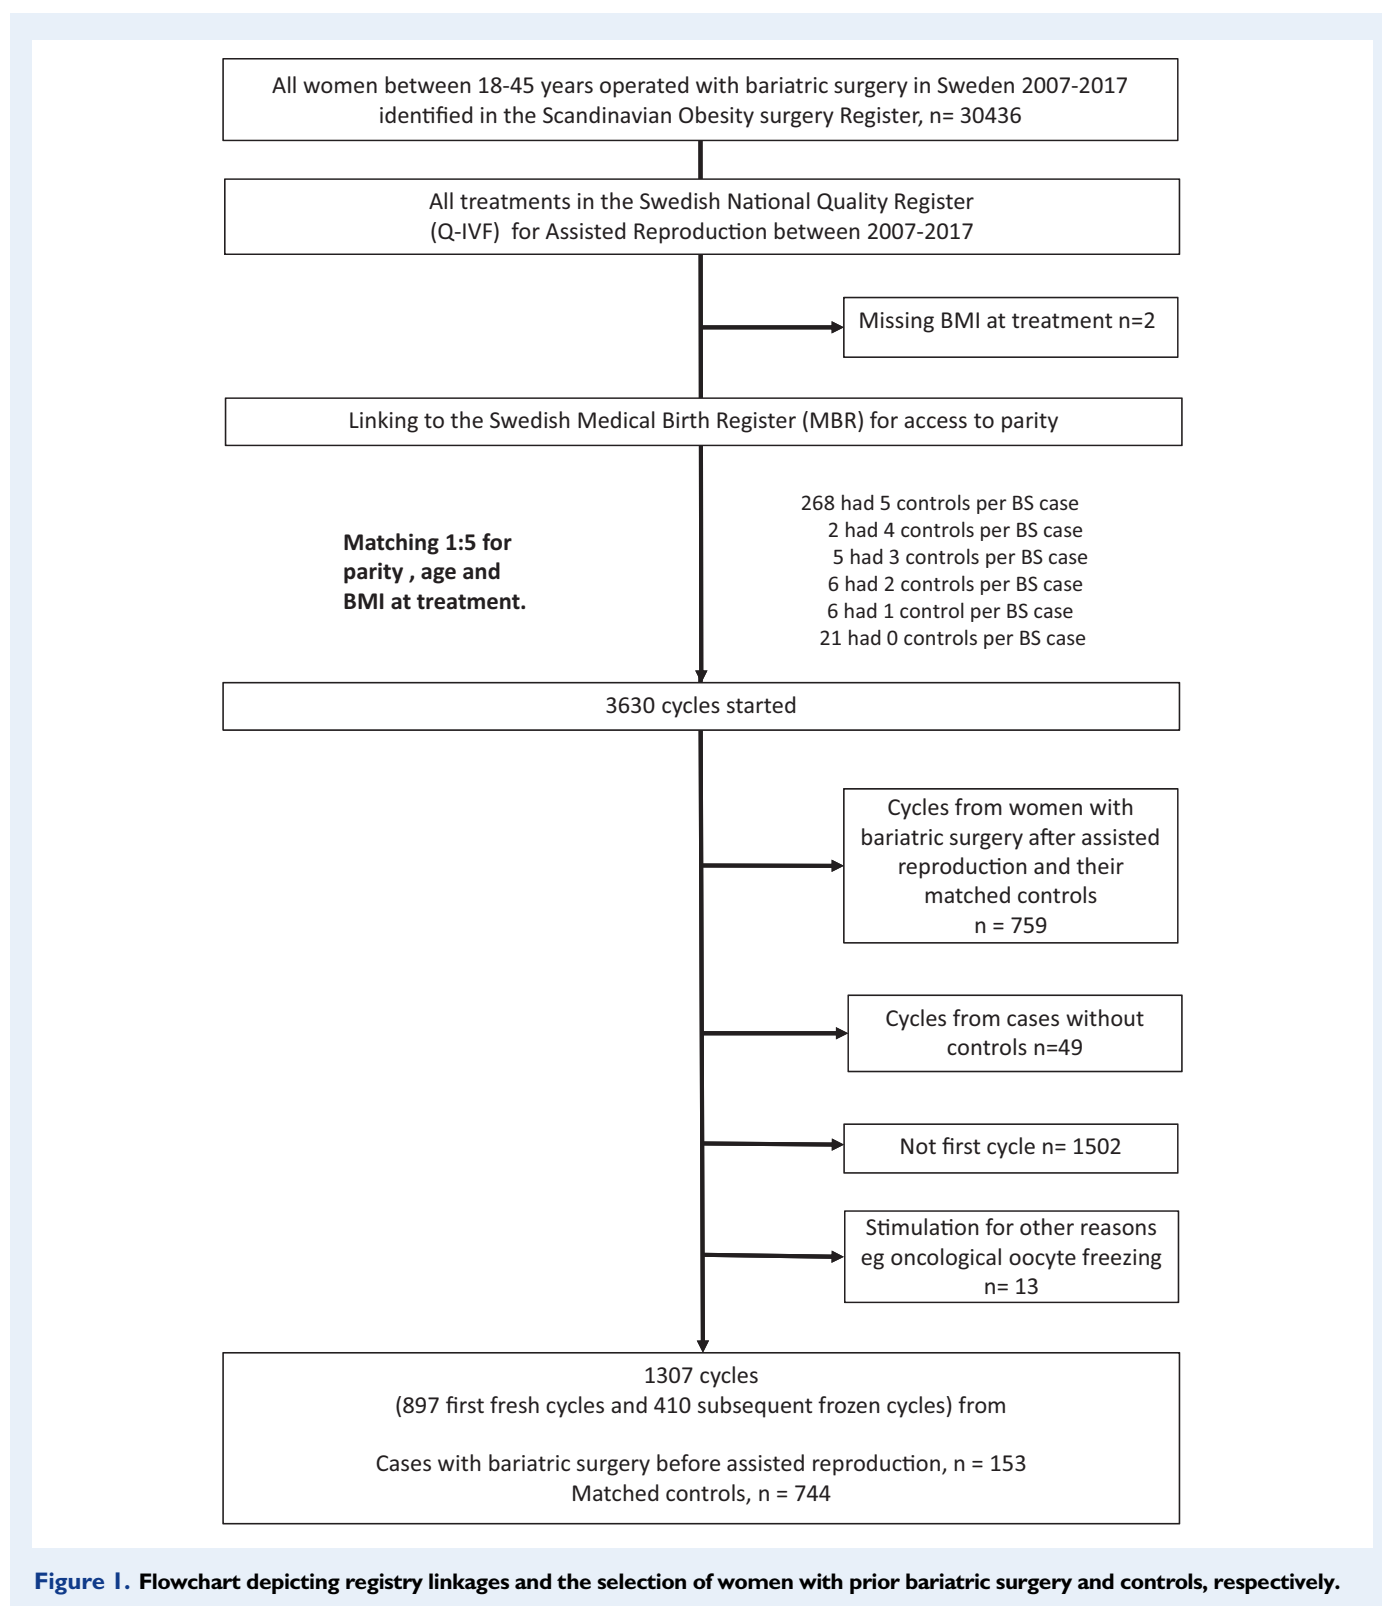 All women between 18-45 years operated with bariatric surgery in Sweden 2007-2017
identified in the Scandinavian Obesity surgery Register, n= 30436
All treatments in the Swedish National Quality Register
(Q-IVF) for Assisted Reproduction between 2007-2017
Missing BMI at treatment n=2
Linking to the Swedish Medical Birth Register (MBR) for access to parity
Matching 1:5 for
parity , age and
BMI at treatment.
268 had 5 controls per BS case
2 had 4 controls per BS case
5 had 3 controls per BS case
6 had 2 controls per BS case
6 had 1 control per BS case
21 had 0 controls per BS case
3630 cycles started
Cycles from women with
bariatric surgery after assisted
reproduction and their
matched controls
n = 759
Cycles from cases without
controls n=49
Not first cycle n= 1502
Stimulation for other reasons
eg oncological oocyte freezing
n= 13
1307 cycles
(897 first fresh cycles and 410 subsequent frozen cycles) from
Cases with bariatric surgery before assisted reproduction, n = 153
Matched controls, n = 744
Figure 1. Flowchart depicting registry linkages and the selection of women with prior bariatric surgery and controls, respectively.